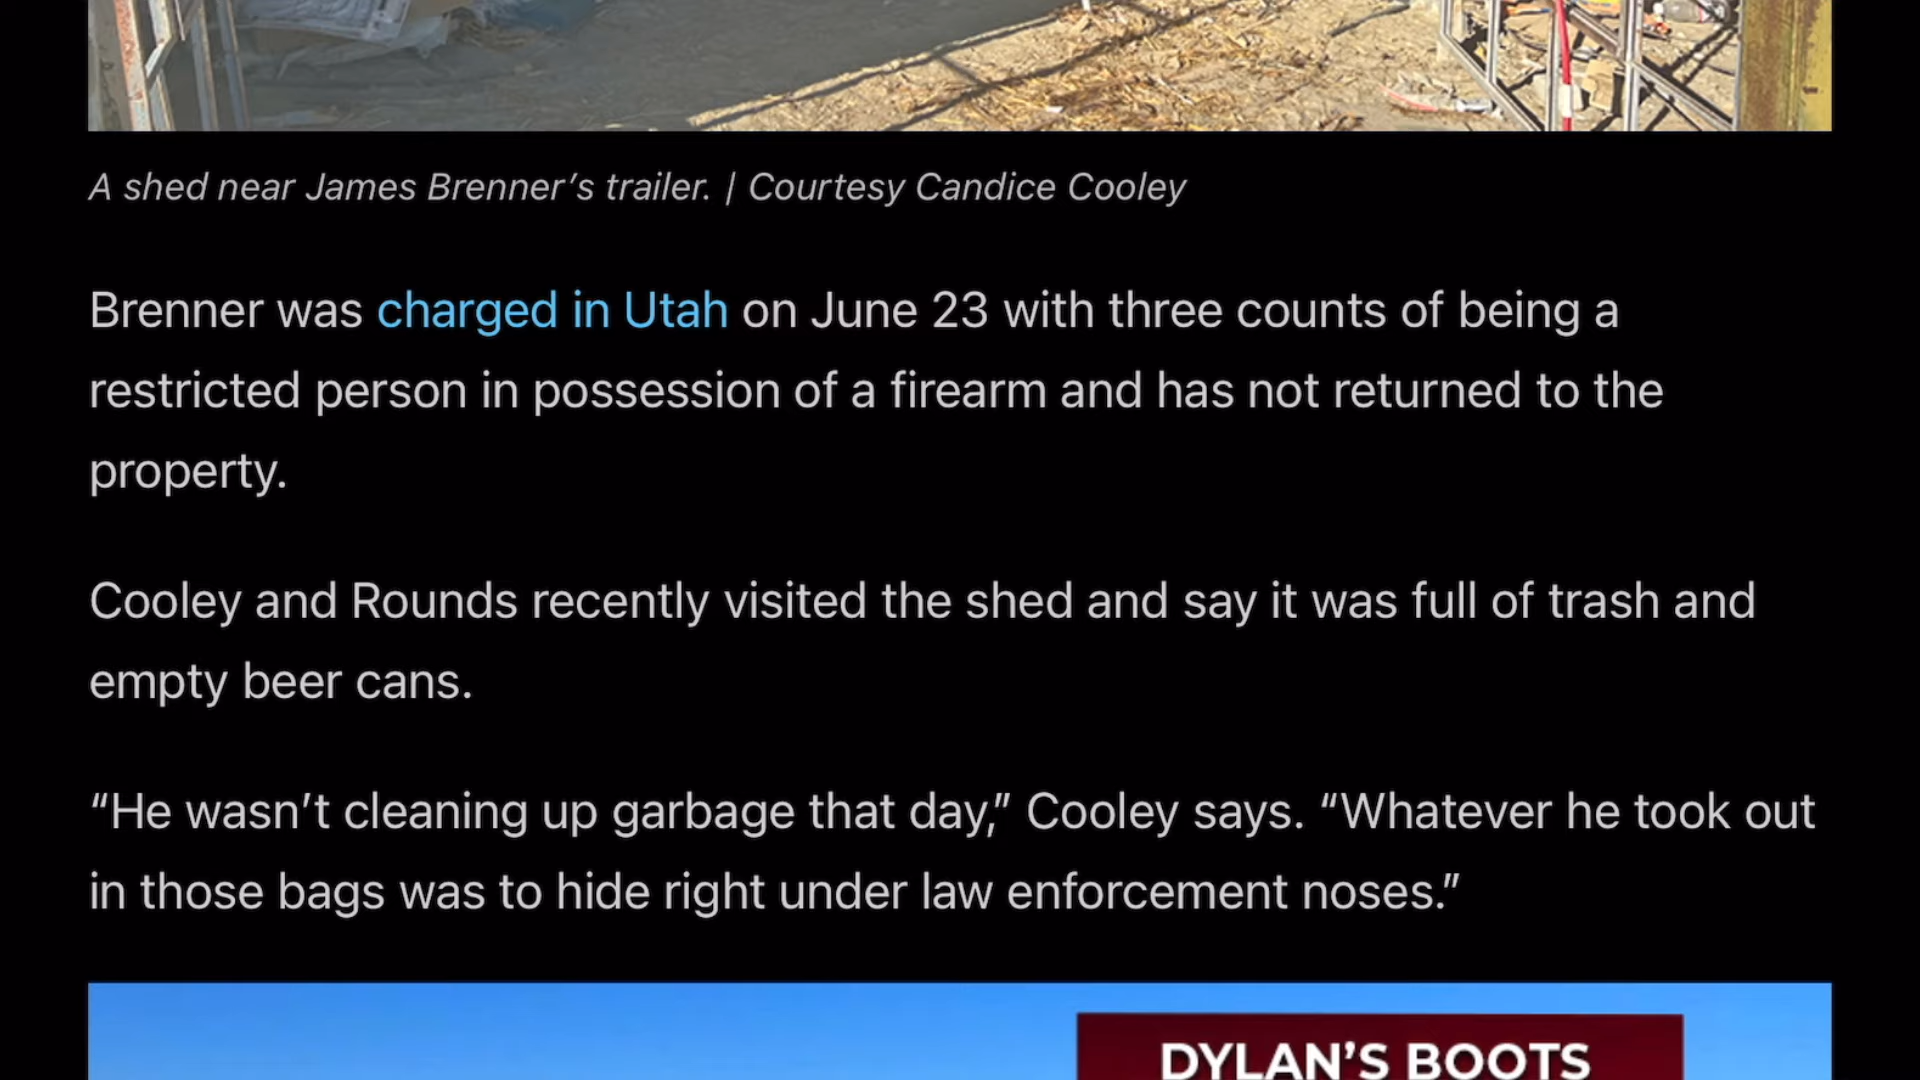 A shed near James Brenner’s trailer. | Courtesy Candice Cooley
Brenner was charged in Utah on June 23 with three counts of being a
restricted person in possession of a firearm and has not returned to the
property.
Cooley and Rounds recently visited the shed and say it was full of trash and
empty beer cans.
“He wasn’t cleaning up garbage that day,” Cooley says. “Whatever he took out
in those bags was to hide right under law enforcement noses.”
DYLAN’S BOOTS